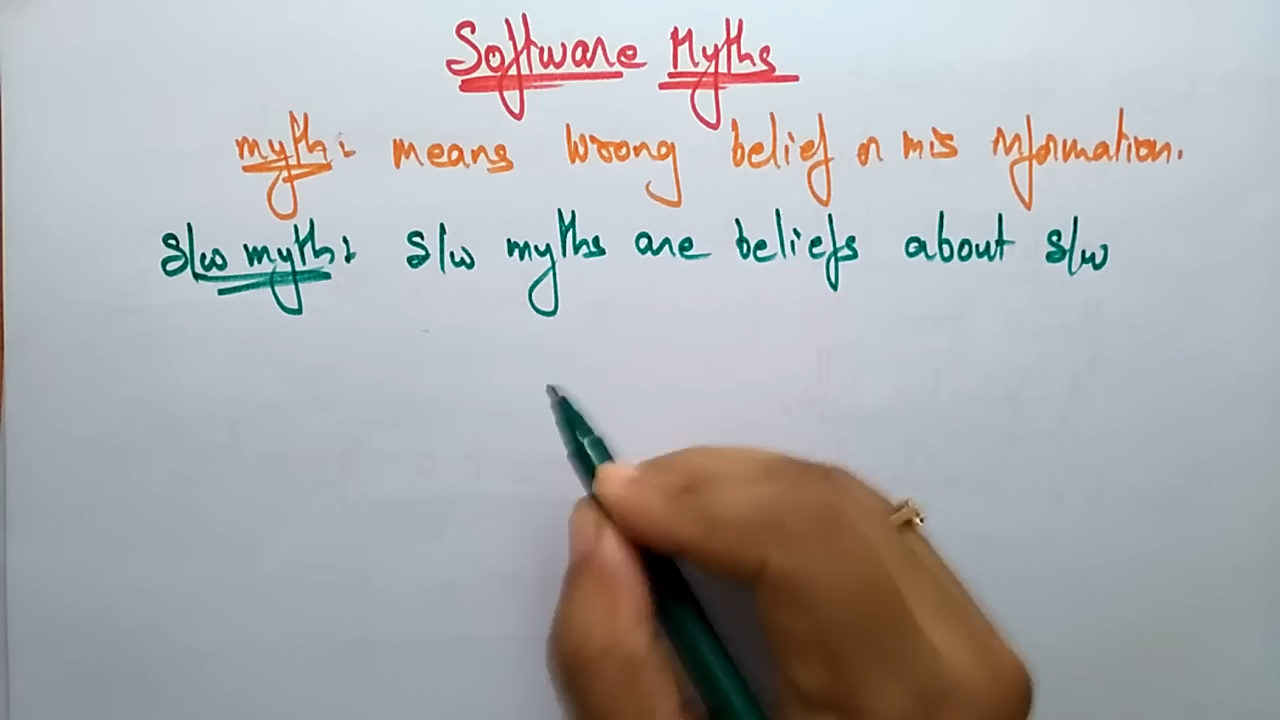 Software Myths
myth: means wrong belief or mis information.
S/w myth: S/w myths are beliefs about S/w